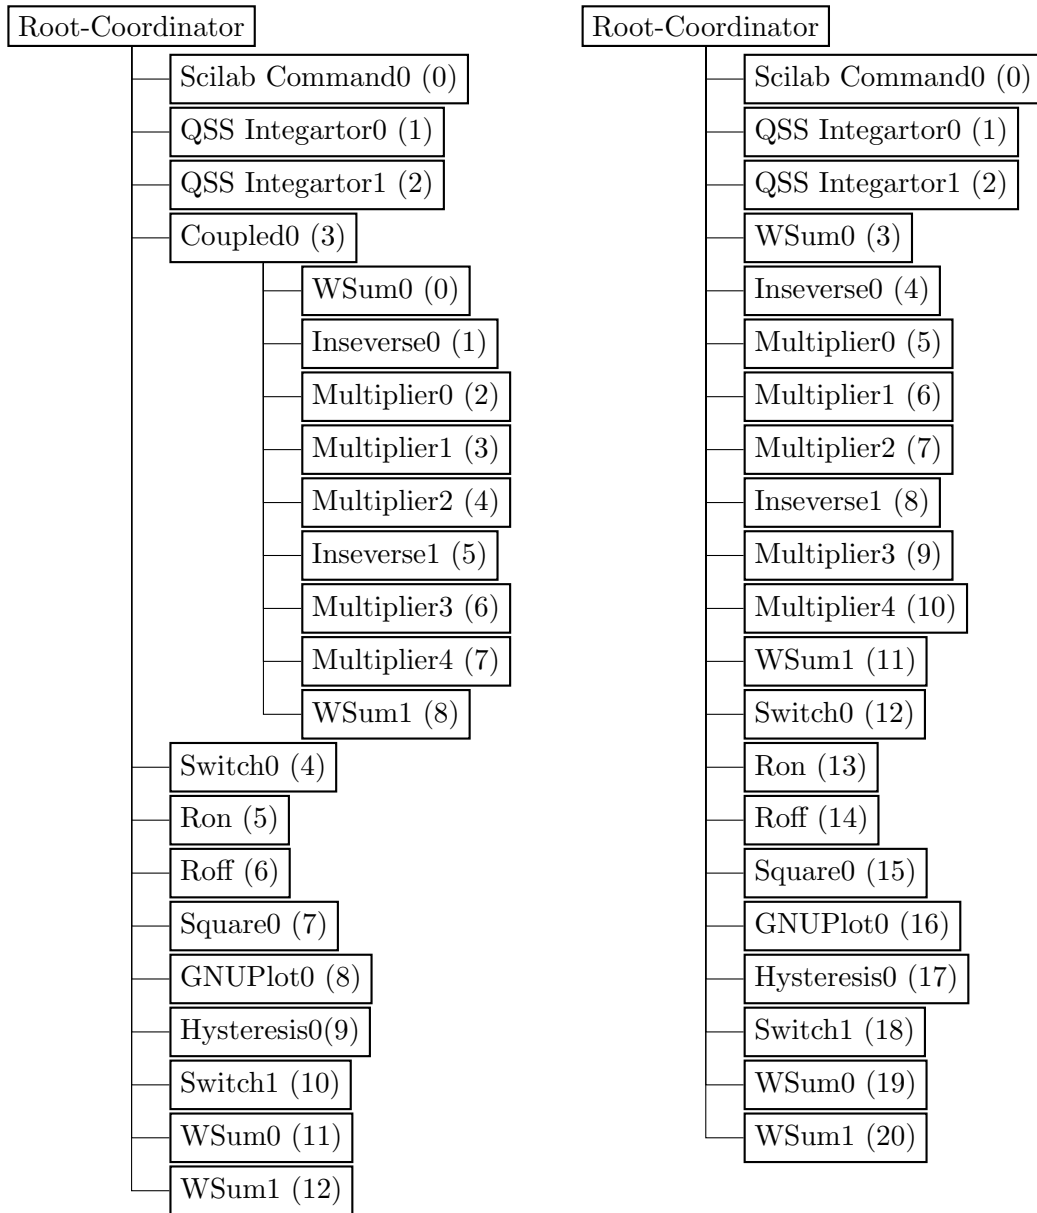 Root-Coordinator
Scilab Command0 (0)
QSS Integartor0 (1)
QSS Integartor1 (2)
Coupled0 (3)
WSum0 (0)
Inseverse0 (1)
Multiplier0 (2)
Multiplier1 (3)
Multiplier2 (4)
Inseverse1 (5)
Multiplier3 (6)
Multiplier4 (7)
WSum1 (8)
Switch0 (4)
Ron (5)
Roff (6)
Square0 (7)
GNUPlot0 (8)
Hysteresis0(9)
Switch1 (10)
WSum0 (11)
WSum1 (12)
Root-Coordinator
Scilab Command0 (0)
QSS Integartor0 (1)
QSS Integartor1 (2)
WSum0 (3)
Inseverse0 (4)
Multiplier0 (5)
Multiplier1 (6)
Multiplier2 (7)
Inseverse1 (8)
Multiplier3 (9)
Multiplier4 (10)
WSum1 (11)
Switch0 (12)
Ron (13)
Roff (14)
Square0 (15)
GNUPlot0 (16)
Hysteresis0 (17)
Switch1 (18)
WSum0 (19)
WSum1 (20)